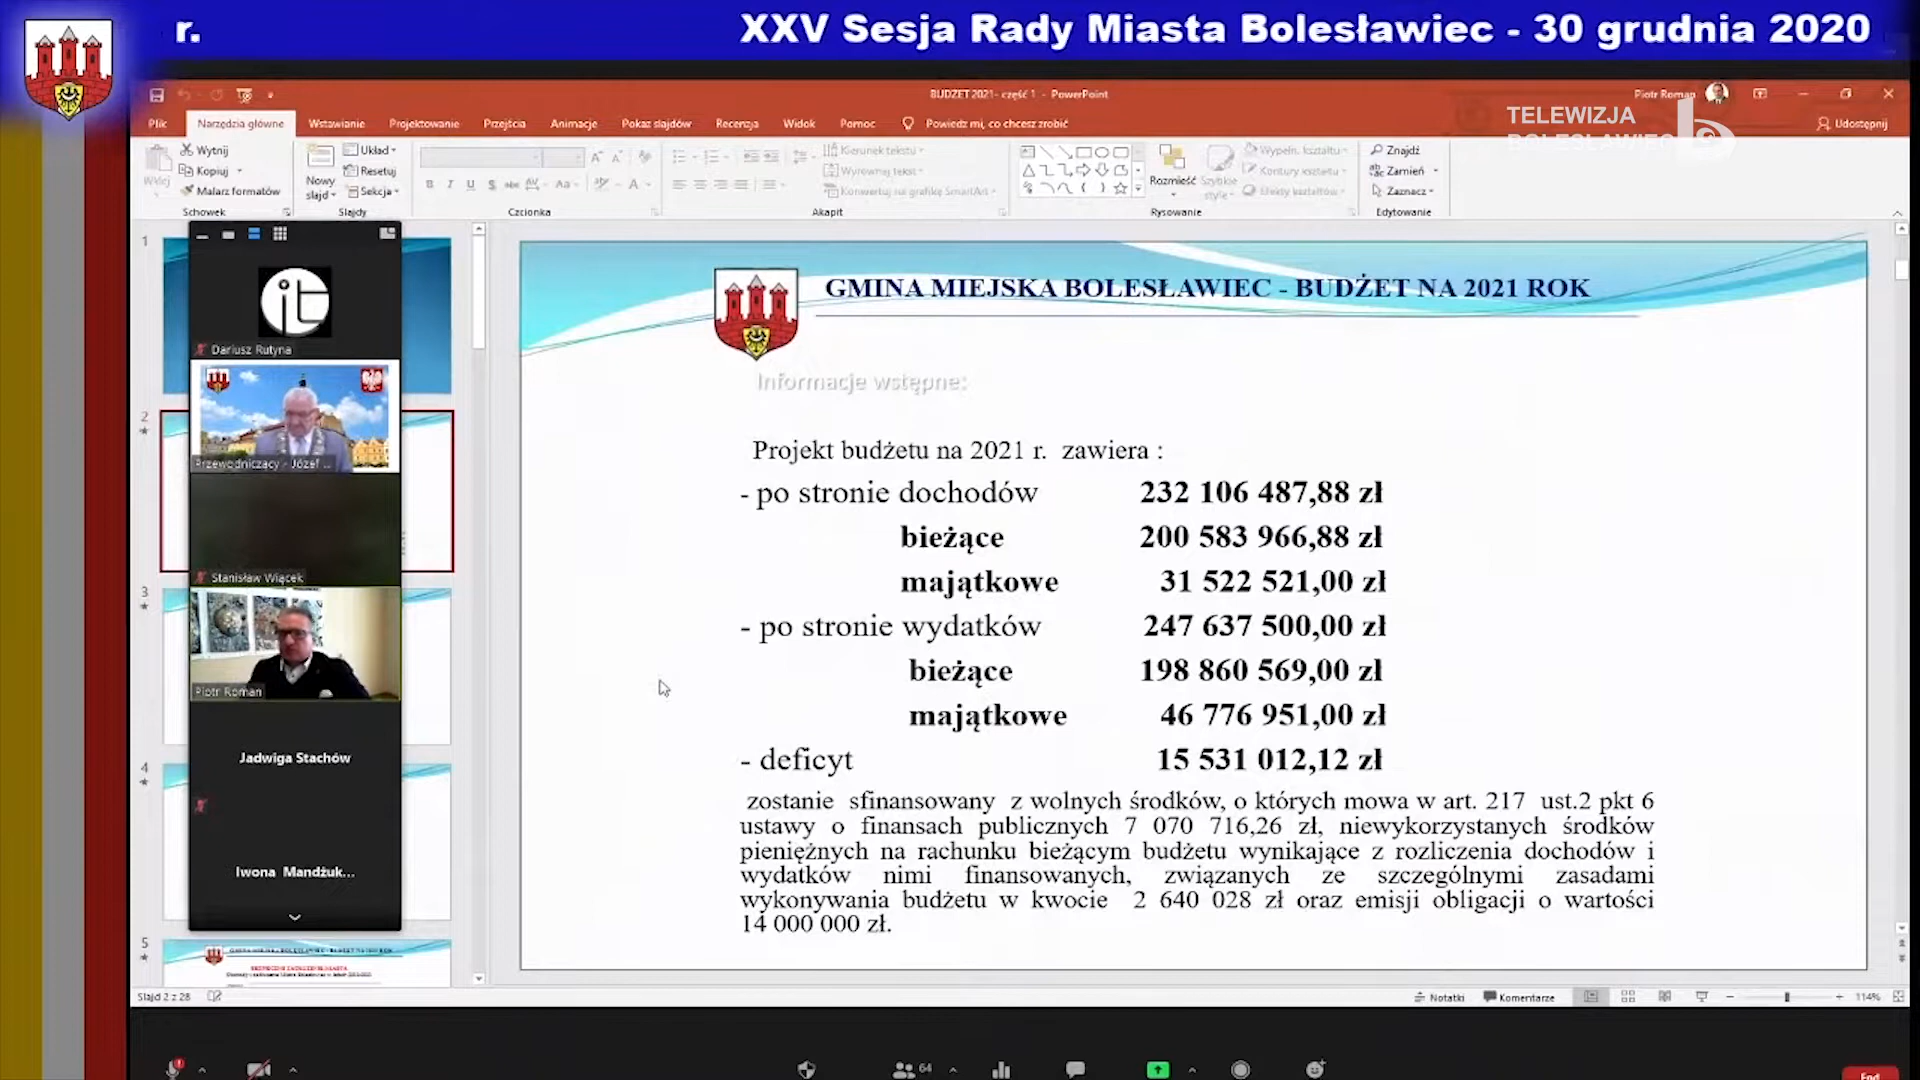 r.
XXV Sesja Rady Miasta Bolesławiec - 30 grudnia 2020
BUDŻET 2021- część 1 - PowerPoint
Piotr Roman
TELEWIZJA
BOLESŁAWIEC
Plik Narzędzia główne Wstawianie Projektowanie Przejścia Animacje Pokaz slajdów Recenzja Widok Pomoc Powiedz mi, co chcesz zrobić Udostępnij
Wklej
Wytnij
Kopiuj
Malarz formatów
Schowek
Nowy
slajd
Układ
Resetuj
Sekcja
Slajdy
Czcionka
Kierunek tekstu
Wyrównaj tekst
Konwertuj na grafikę SmartArt
Akapit
Rozmieść
Szybkie
style
Wypełn. kształtu
Kontury kształtu
Efekty kształtów
Rysowanie
Znajdź
Zamień
Zaznacz
Edytowanie
1
2
3
4
5
Dariusz Rutyna
Przewodniczący - Józef ...
Stanisław Wiącek
Piotr Roman
Jadwiga Stachów
Iwona Mandżuk...
GMINA MIEJSKA BOLESŁAWIEC - BUDŻET NA 2021 ROK
Informacje wstępne:
Projekt budżetu na 2021 r. zawiera :
- po stronie dochodów 232 106 487,88 zł
bieżące 200 583 966,88 zł
majątkowe 31 522 521,00 zł
- po stronie wydatków 247 637 500,00 zł
bieżące 198 860 569,00 zł
majątkowe 46 776 951,00 zł
- deficyt 15 531 012,12 zł
zostanie sfinansowany z wolnych środków, o których mowa w art. 217 ust.2 pkt 6
ustawy o finansach publicznych 7 070 716,26 zł, niewykorzystanych środków
pieniężnych na rachunku bieżącym budżetu wynikające z rozliczenia dochodów i
wydatków nimi finansowanych, związanych ze szczególnymi zasadami
wykonywania budżetu w kwocie 2 640 028 zł oraz emisji obligacji o wartości
14 000 000 zł.
Slajd 2 z 28
Notatki
Komentarze
114%
64
End